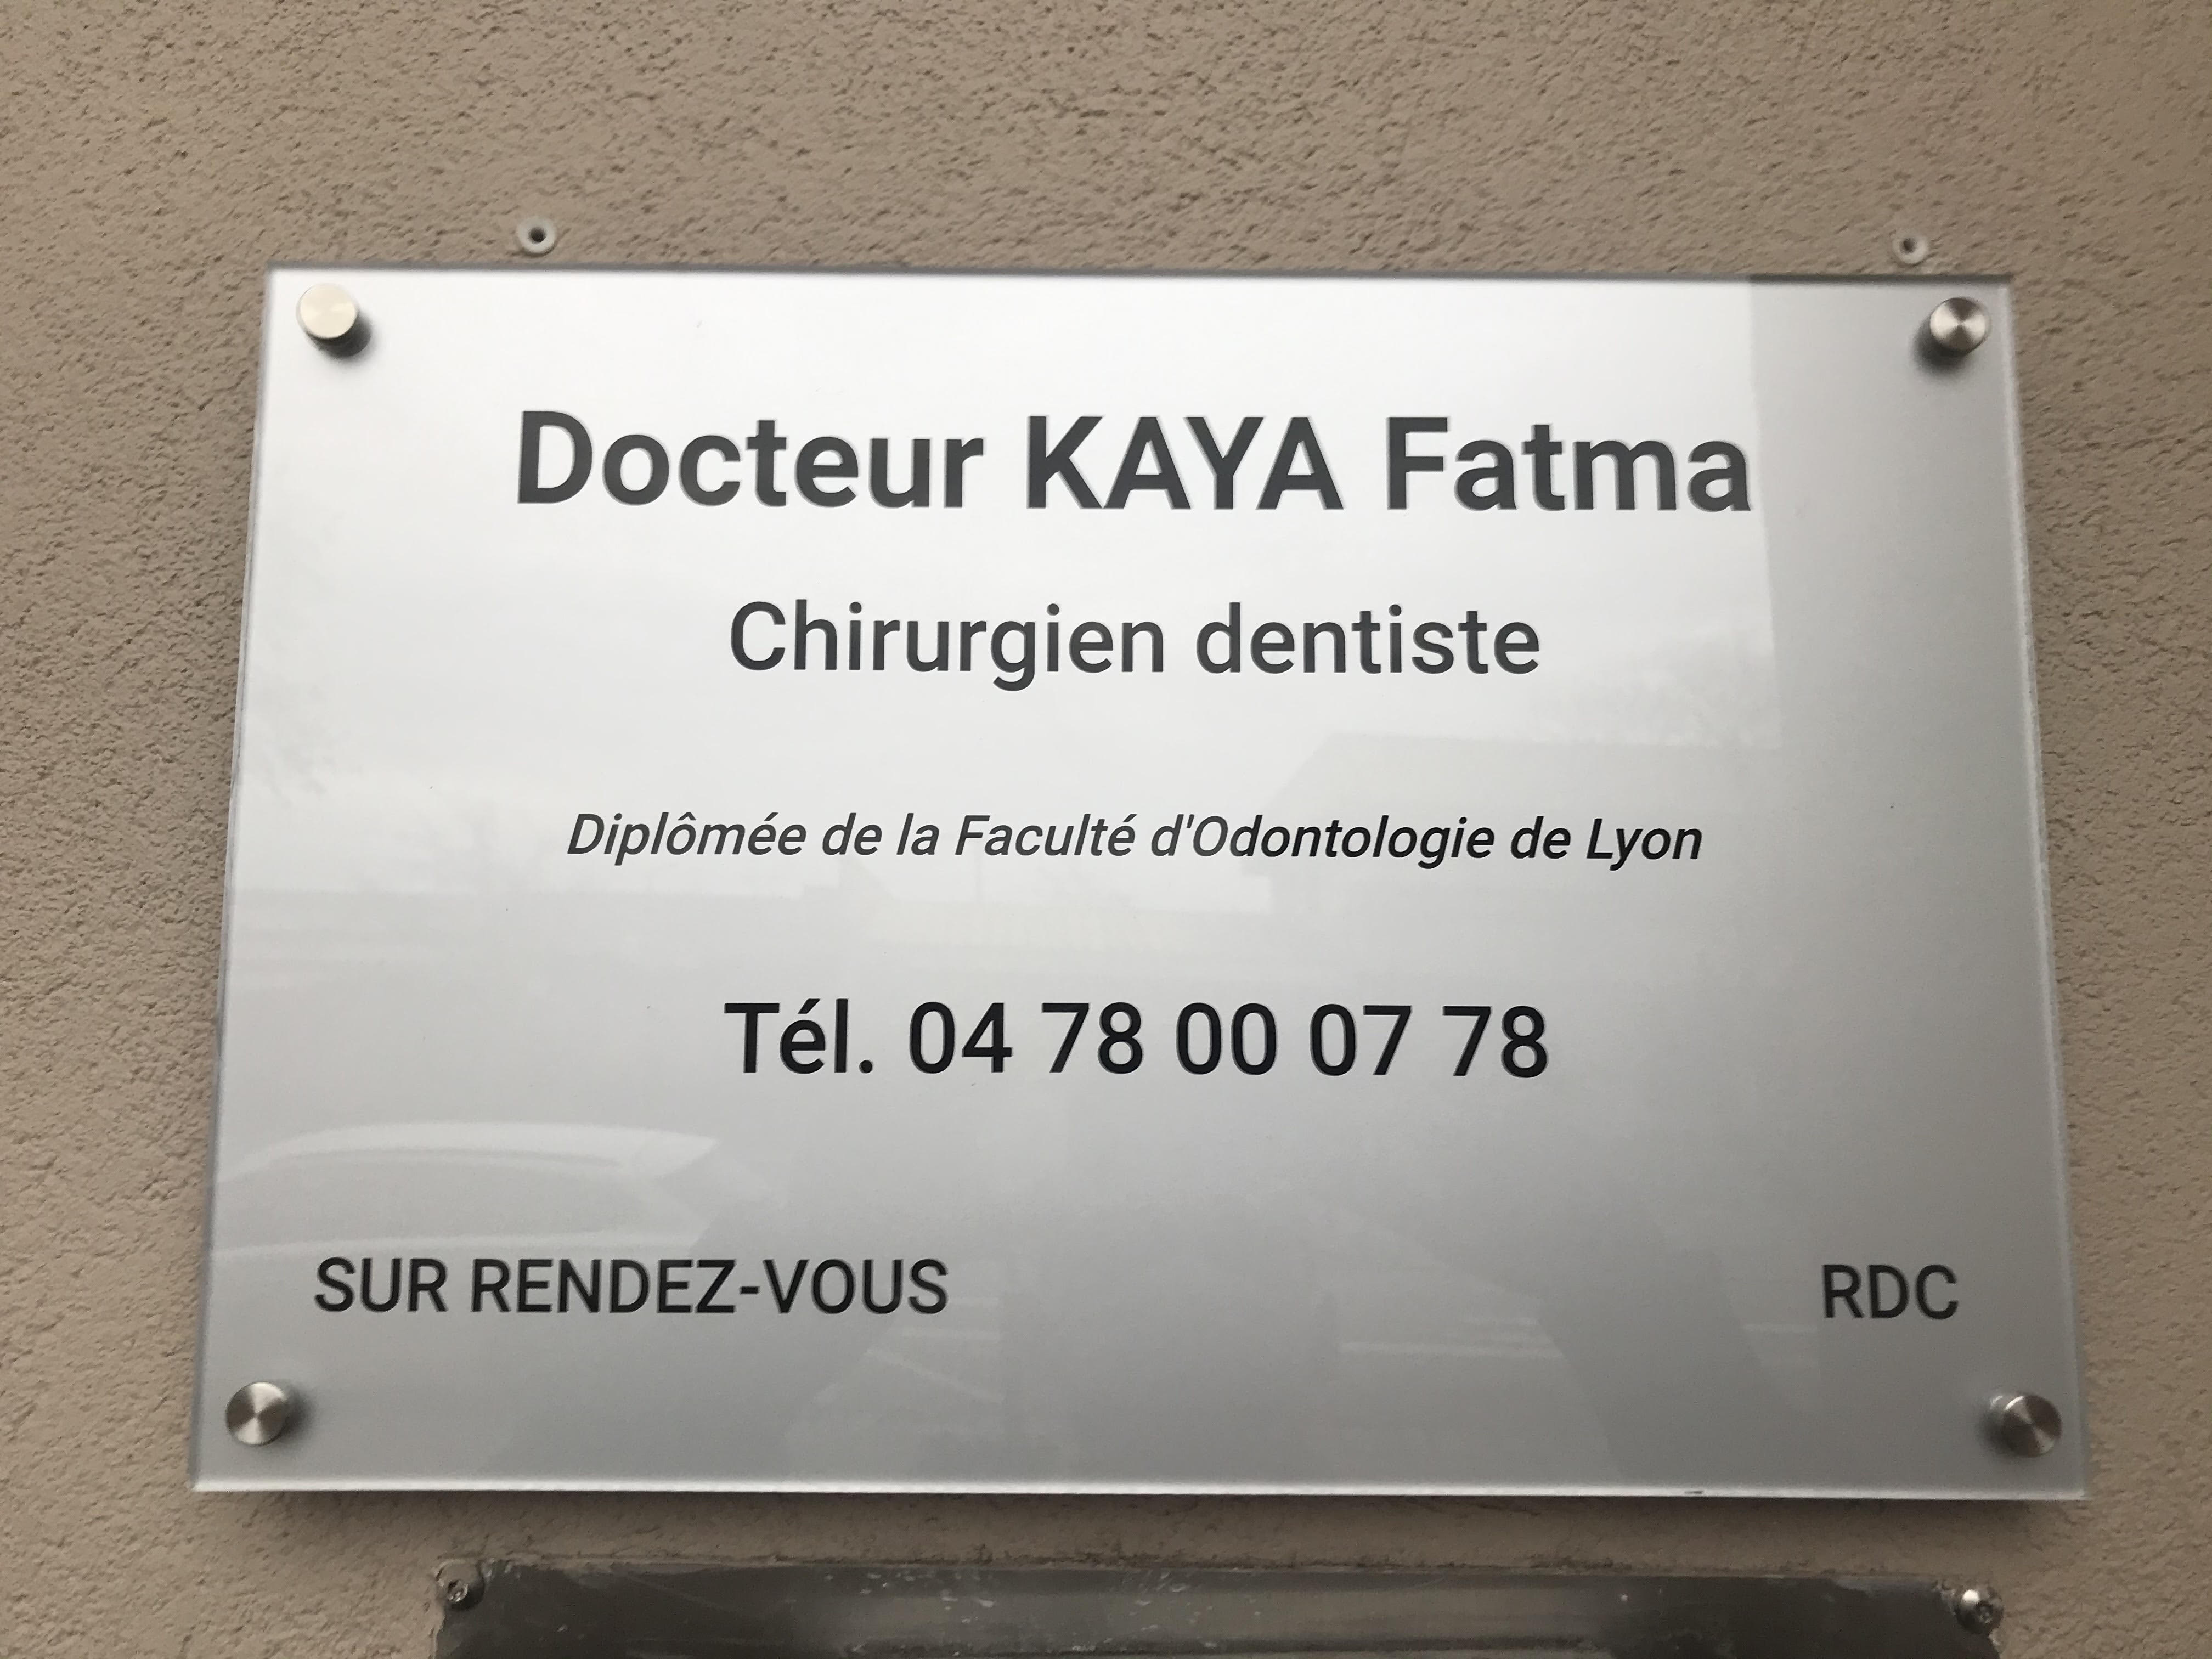 Docteur KAYA Fatma
Chirurgien dentiste
Diplômée de la Faculté d'Odontologie de Lyon
Tél. 04 78 00 07 78
SUR RENDEZ-VOUS RDC